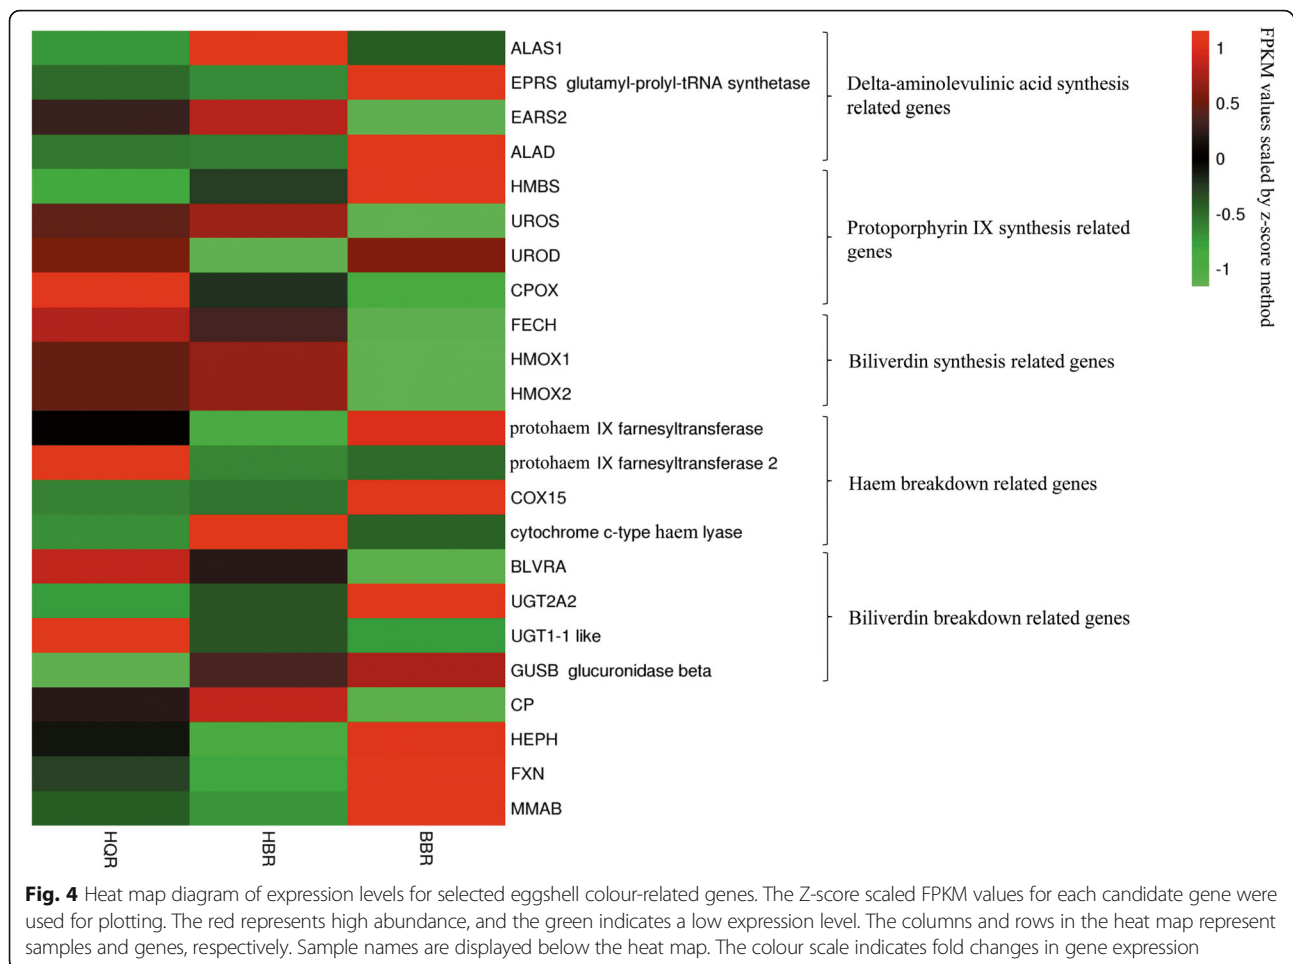 ALAS1
EPRS glutamyl-prolyl-tRNA synthetase
EARS2
ALAD
HMBS
UROS
UROD
CPOX
FECH
HMOX1
HMOX2
protohaem IX farnesyltransferase
protohaem IX farnesyltransferase 2
COX15
cytochrome c-type haem lyase
BLVRA
UGT2A2
UGT1-1 like
GUSB glucuronidase beta
CP
HEPH
FXN
MMAB
HQR
HBR
BBR
Delta-aminolevulinic acid synthesis
related genes
Protoporphyrin IX synthesis related
genes
Biliverdin synthesis related genes
Haem breakdown related genes
Biliverdin breakdown related genes
1
0.5
0
-0.5
-1
FPKM values scaled by z-score method
Fig. 4 Heat map diagram of expression levels for selected eggshell colour-related genes. The Z-score scaled FPKM values for each candidate gene were
used for plotting. The red represents high abundance, and the green indicates a low expression level. The columns and rows in the heat map represent
samples and genes, respectively. Sample names are displayed below the heat map. The colour scale indicates fold changes in gene expression